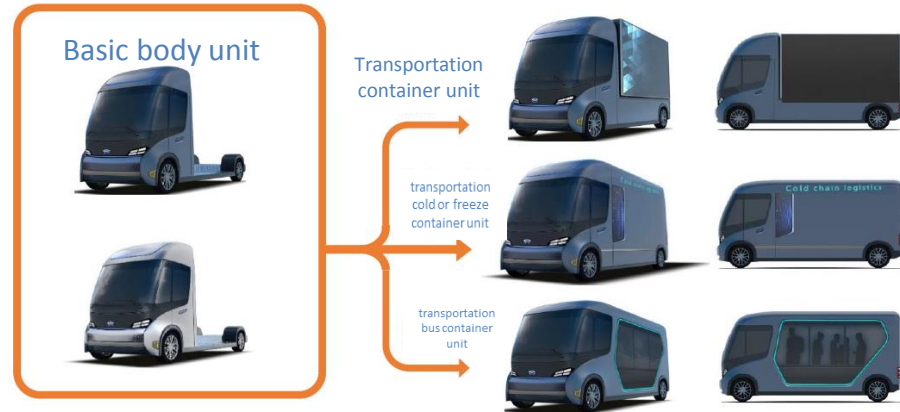 Basic body unit
Transportation
container unit
transportation
cold or freeze
container unit
Cold chain logistics
transportation
bus container
unit